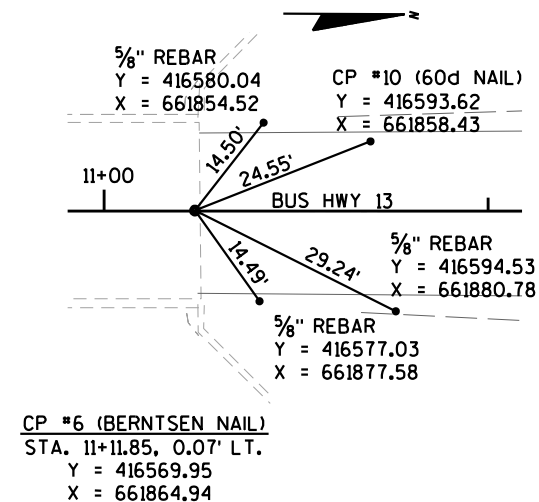 N
5/8" REBAR
Y = 416580.04
X = 661854.52
CP #10 (60d NAIL)
Y = 416593.62
X = 661858.43
14.50'
24.55'
11+00
BUS HWY 13
14.49'
29.24'
5/8" REBAR
Y = 416594.53
X = 661880.78
5/8" REBAR
Y = 416577.03
X = 661877.58
CP #6 (BERNTSEN NAIL)
STA. 11+11.85, 0.07' LT.
Y = 416569.95
X = 661864.94